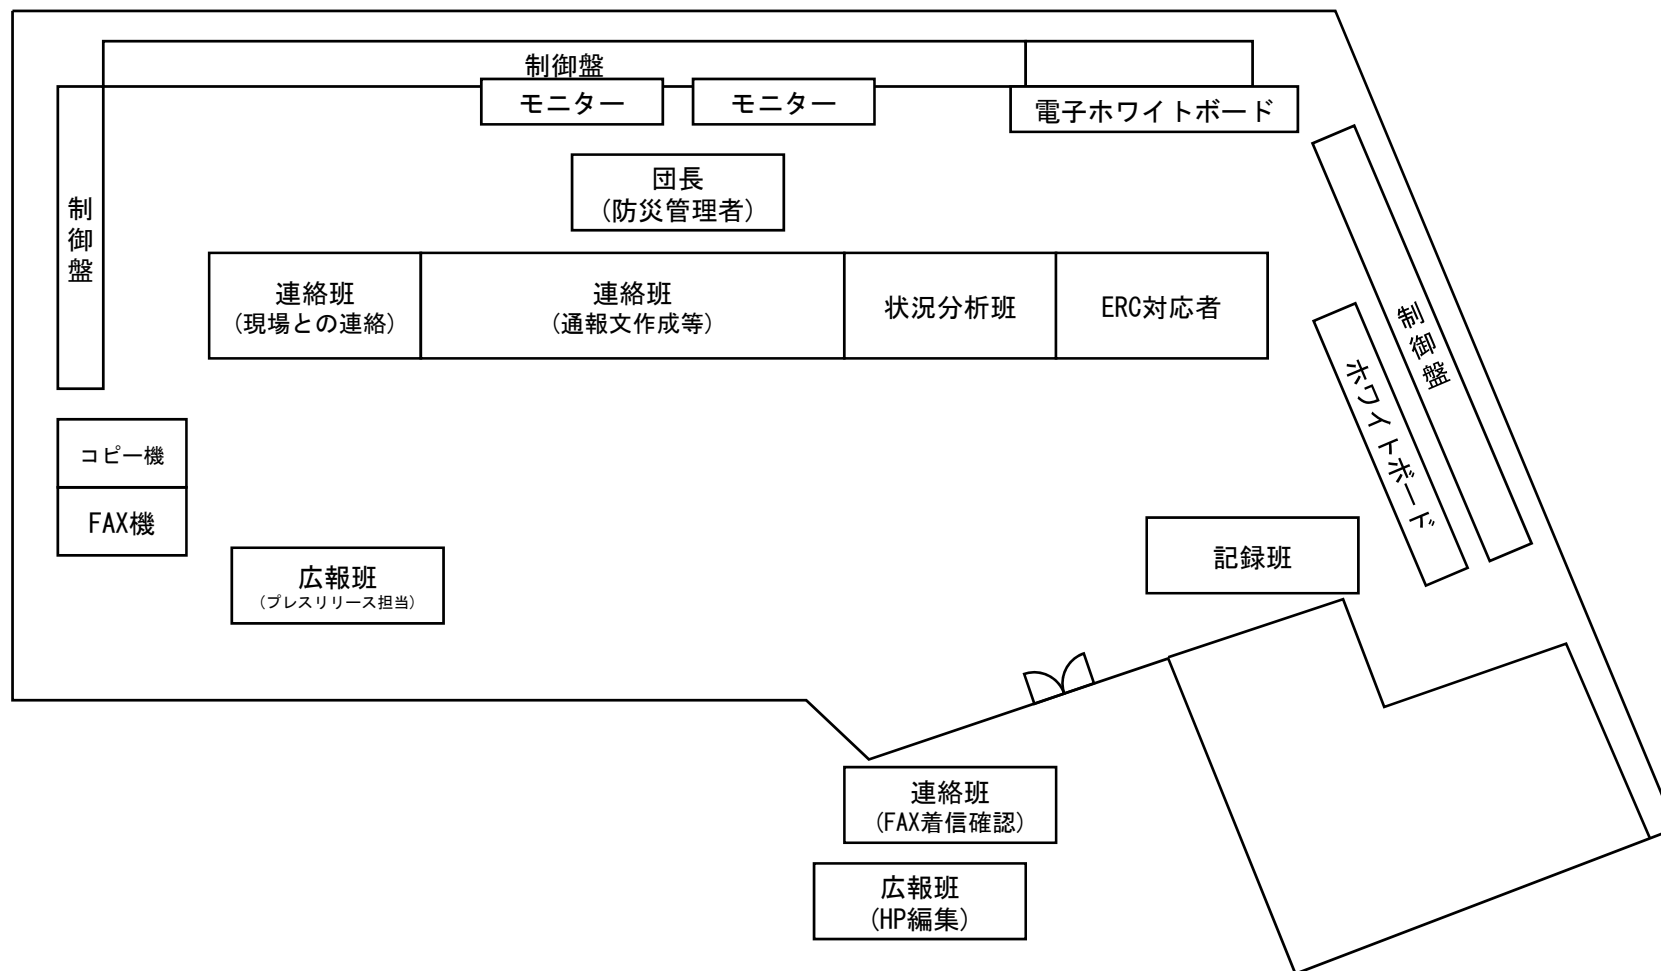 制御盤
モニター
モニター
電子ホワイトボード
団長
(防災管理者)
制御盤
連絡班
(現場との連絡)
連絡班
(通報文作成等)
状況分析班
ERC対応者
制御盤
ホワイトボード
コピー機
FAX機
広報班
(プレスリリース担当)
記録班
連絡班
(FAX着信確認)
広報班
(HP編集)